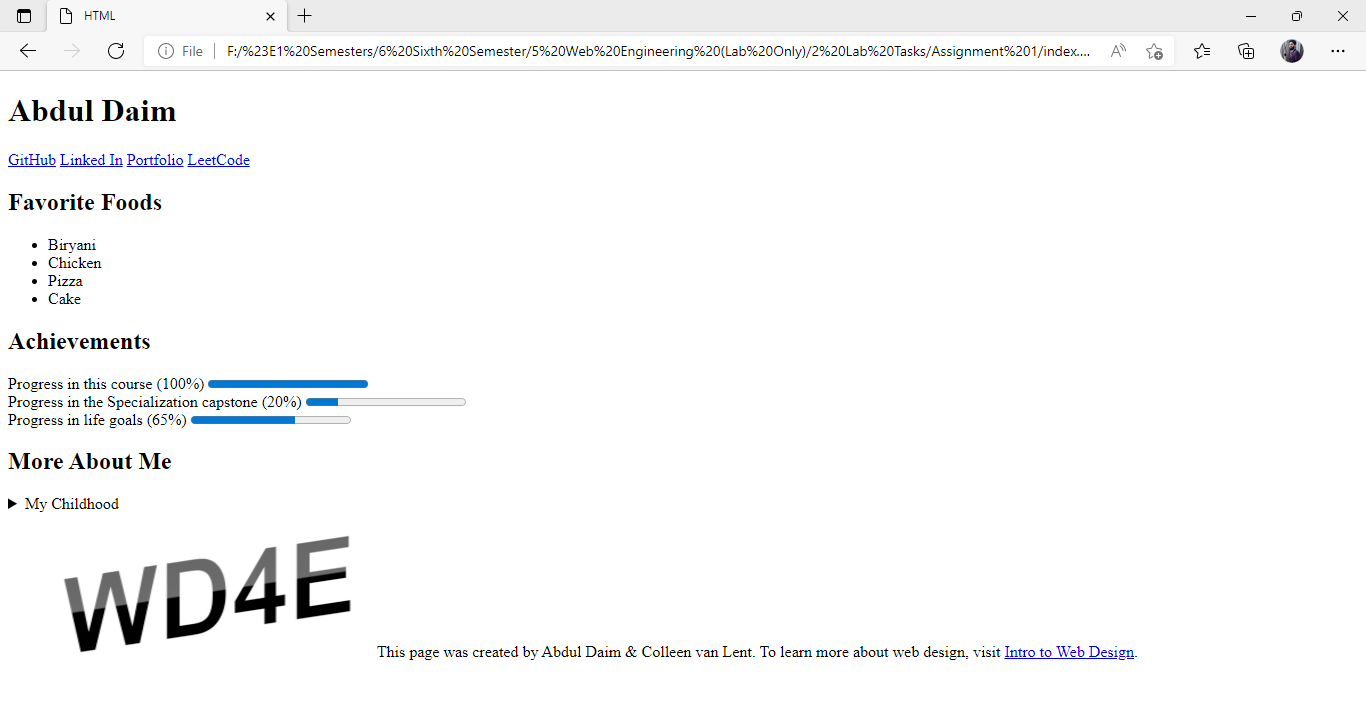 HTML
File
F:/%23E1%20Semesters/6%20Sixth%20Semester/5%20Web%20Engineering%20(Lab%20Only)/2%20Lab%20Tasks/Assignment%201/index....
Abdul Daim
GitHub Linked In Portfolio LeetCode
Favorite Foods
• Biryani
• Chicken
• Pizza
• Cake
Achievements
Progress in this course (100%)
Progress in the Specialization capstone (20%)
Progress in life goals (65%)
More About Me
My Childhood
WD4E
This page was created by Abdul Daim & Colleen van Lent. To learn more about web design, visit Intro to Web Design.